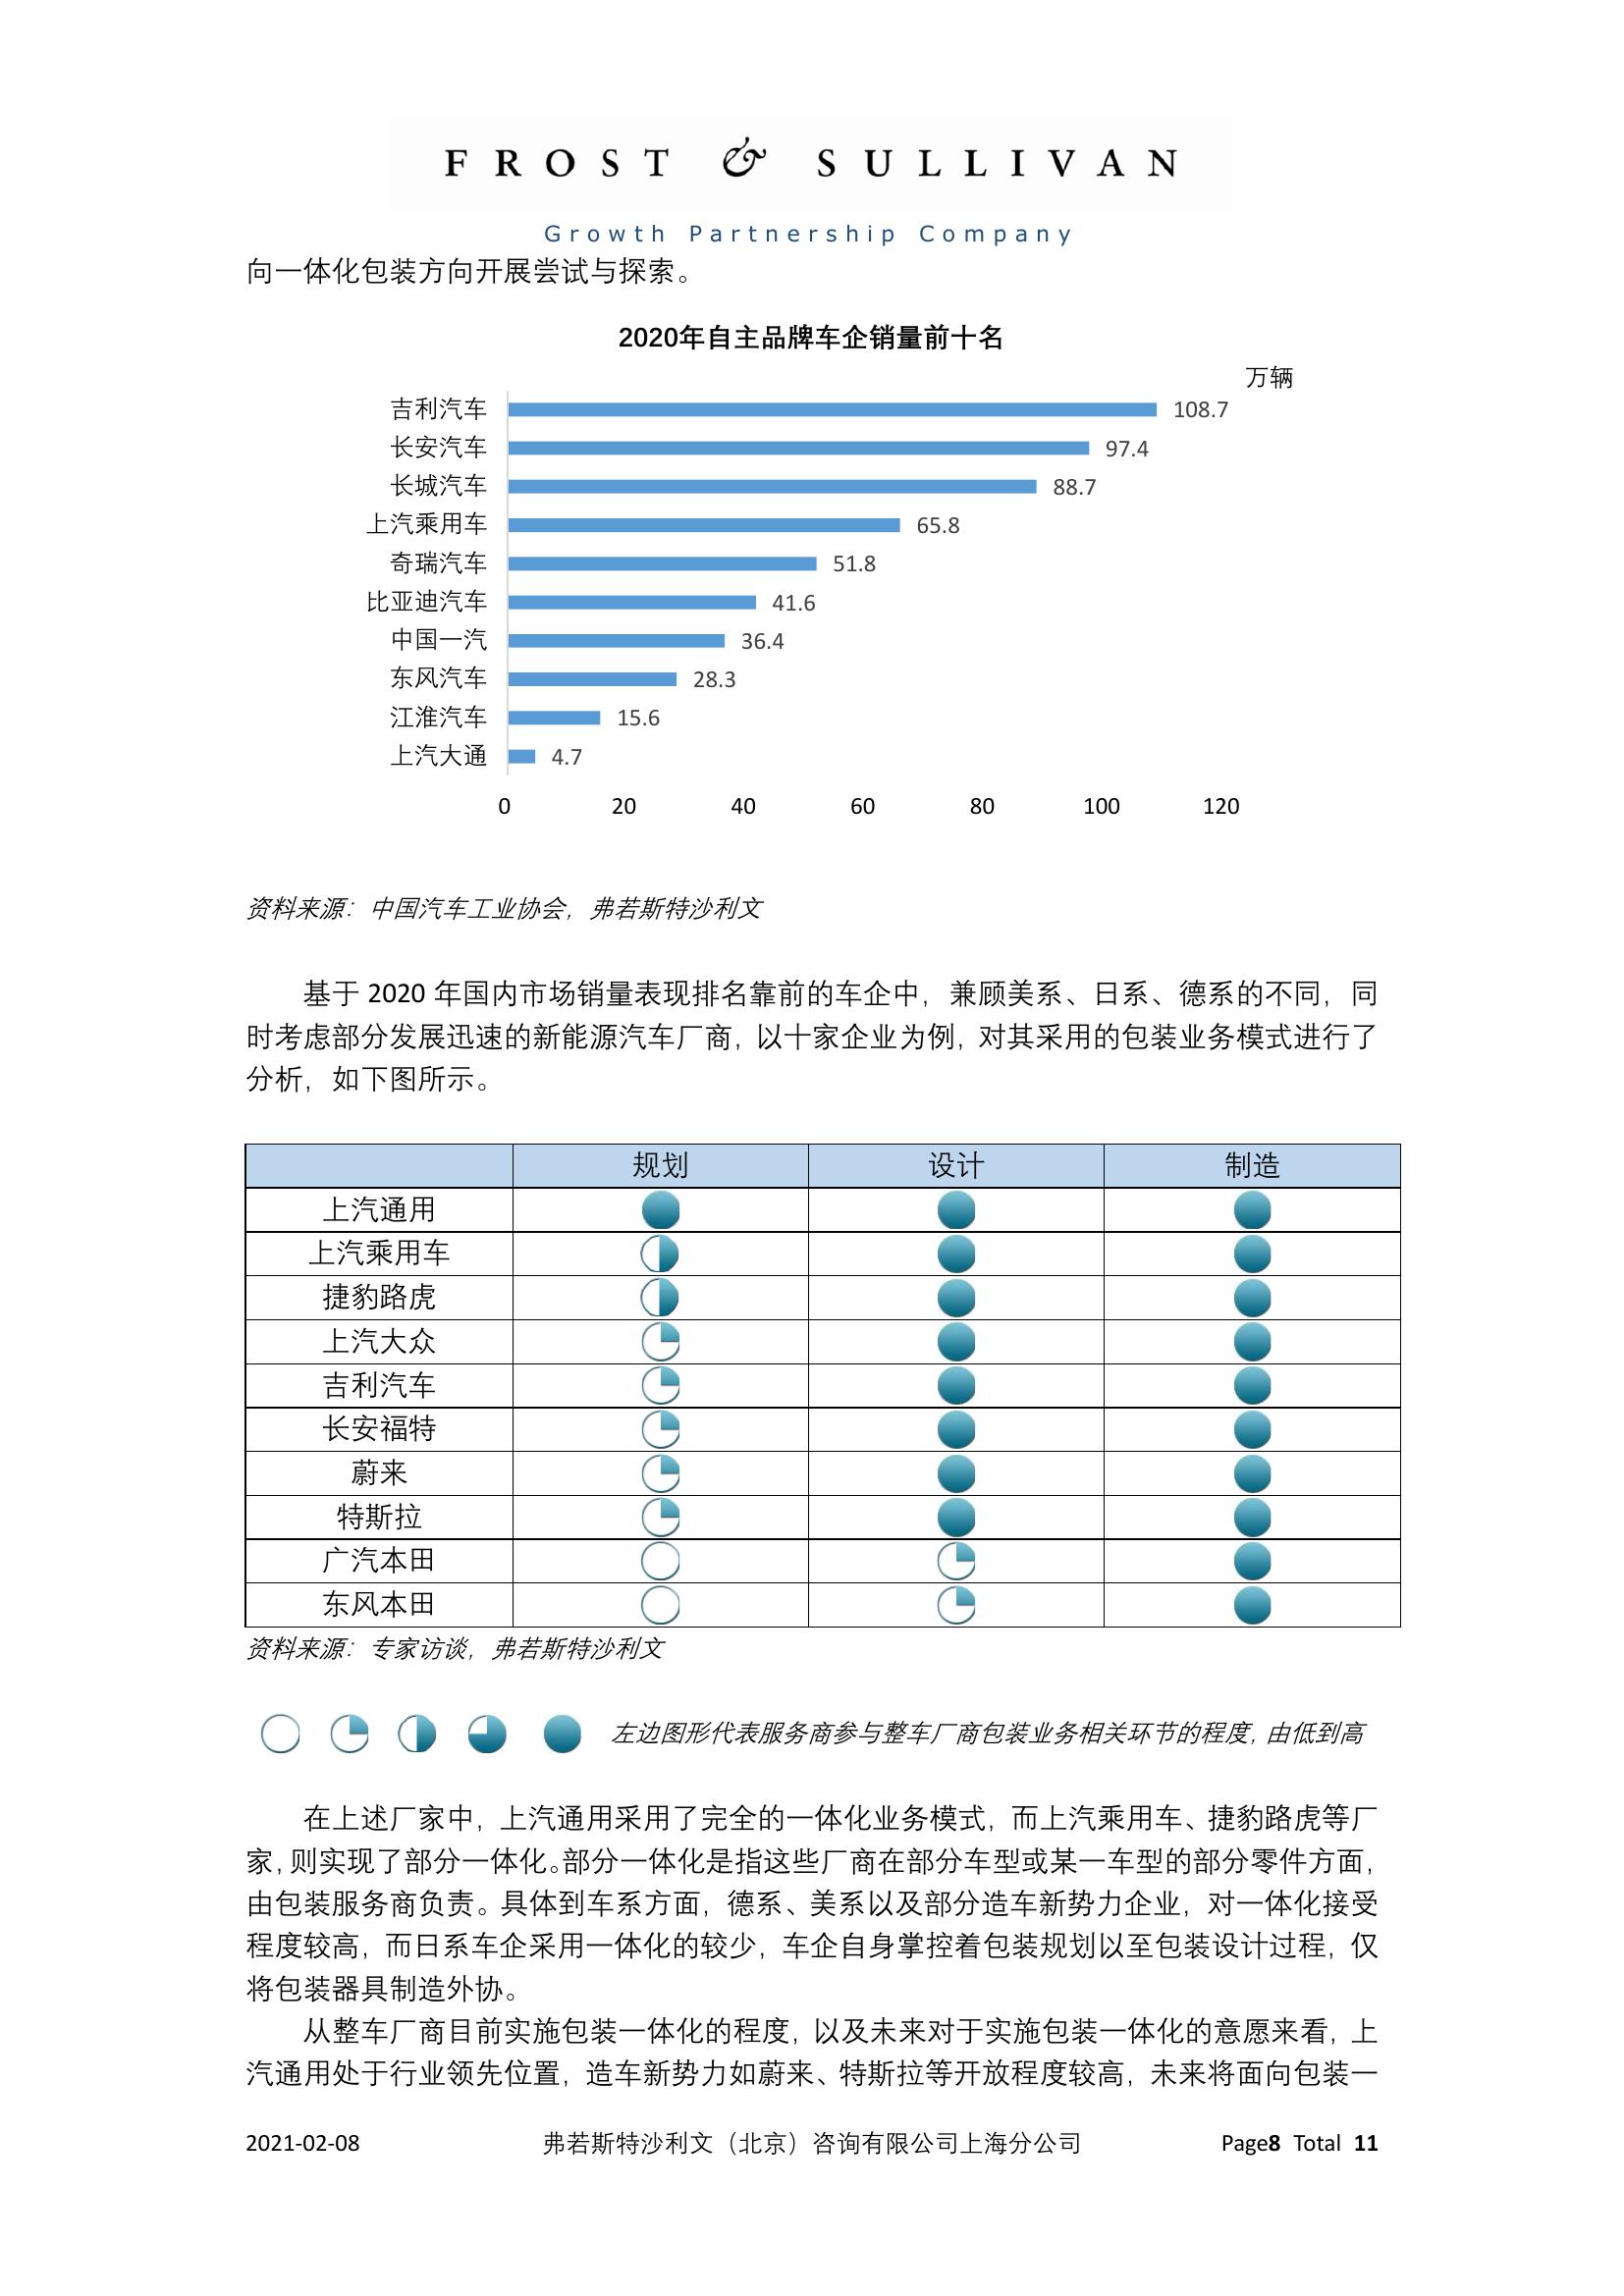 FROST & SULLIVAN
Growth Partnership Company
向一体化包装方向开展尝试与探索。
2020年自主品牌车企销量前十名
万辆
吉利汽车 108.7
长安汽车 97.4
长城汽车 88.7
上汽乘用车 65.8
奇瑞汽车 51.8
比亚迪汽车 41.6
中国一汽 36.4
东风汽车 28.3
江淮汽车 15.6
上汽大通 4.7
0 20 40 60 80 100 120
资料来源：中国汽车工业协会，弗若斯特沙利文
基于 2020 年国内市场销量表现排名靠前的车企中，兼顾美系、日系、德系的不同，同
时考虑部分发展迅速的新能源汽车厂商，以十家企业为例，对其采用的包装业务模式进行了
分析，如下图所示。
规划 设计 制造
上汽通用
上汽乘用车
捷豹路虎
上汽大众
吉利汽车
长安福特
蔚来
特斯拉
广汽本田
东风本田
资料来源：专家访谈，弗若斯特沙利文
左边图形代表服务商参与整车厂商包装业务相关环节的程度，由低到高
在上述厂家中，上汽通用采用了完全的一体化业务模式，而上汽乘用车、捷豹路虎等厂
家，则实现了部分一体化。部分一体化是指这些厂商在部分车型或某一车型的部分零件方面，
由包装服务商负责。具体到车系方面，德系、美系以及部分造车新势力企业，对一体化接受
程度较高，而日系车企采用一体化的较少，车企自身掌控着包装规划以至包装设计过程，仅
将包装器具制造外协。
从整车厂商目前实施包装一体化的程度，以及未来对于实施包装一体化的意愿来看，上
汽通用处于行业领先位置，造车新势力如蔚来、特斯拉等开放程度较高，未来将面向包装一
2021-02-08 弗若斯特沙利文（北京）咨询有限公司上海分公司 Page8 Total 11